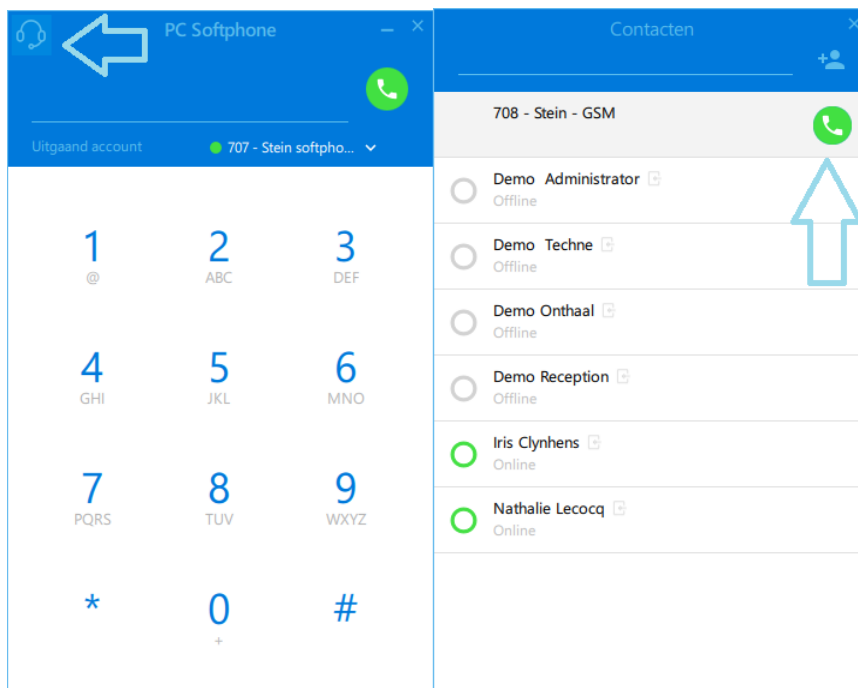 PC Softphone
Uitgaand account 707 - Stein softpho...
1 2 3
@ ABC DEF
4 5 6
GHI JKL MNO
7 8 9
PQRS TUV WXYZ
* 0 #
+
Contacten
708 - Stein - GSM
Demo Administrator
Offline
Demo Techne
Offline
Demo Onthaal
Offline
Demo Reception
Offline
Iris Clynhens
Online
Nathalie Lecocq
Online